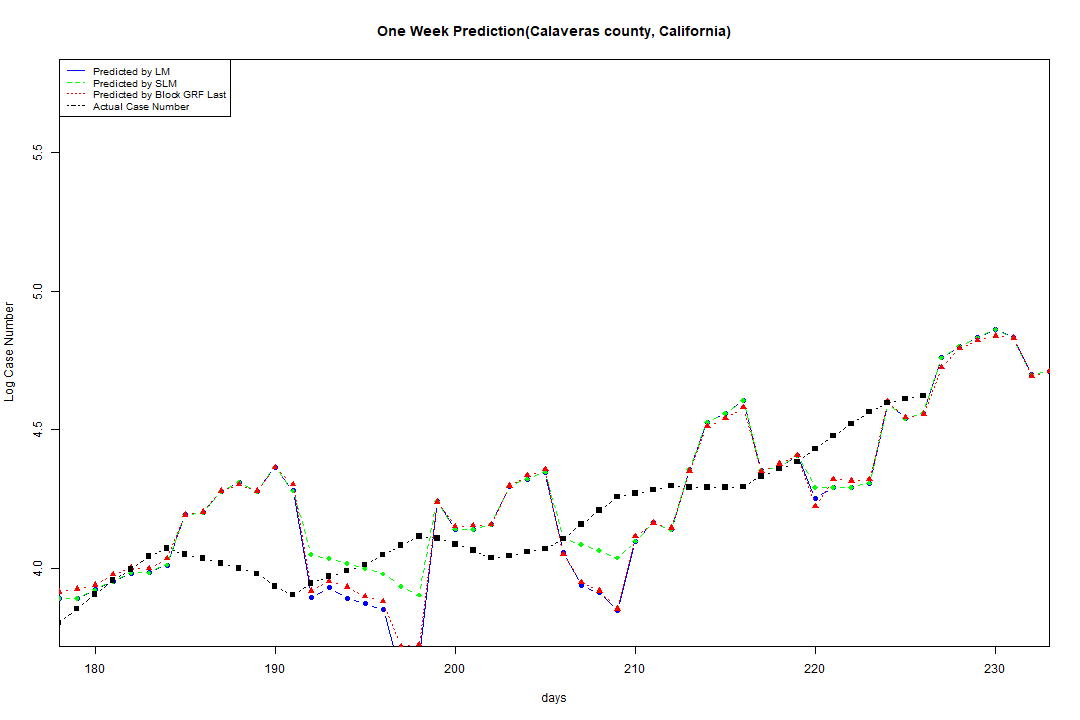 One Week Prediction(Calaveras county, California)
Predicted by LM
Predicted by SLM
Predicted by Block GRF Last
Actual Case Number
5.5
5.0
4.5
4.0
Log Case Number
180 190 200 210 220 230
days